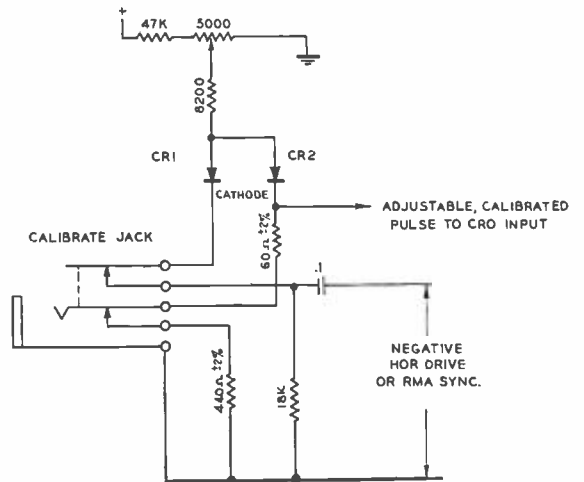 +
47K 5000
8200
CR1 CR2
CATHODE
ADJUSTABLE, CALIBRATED
PULSE TO CRO INPUT
CALIBRATE JACK
60Ω ±2%
.1
NEGATIVE
HOR DRIVE
OR RMA SYNC.
440Ω ±2%
18K